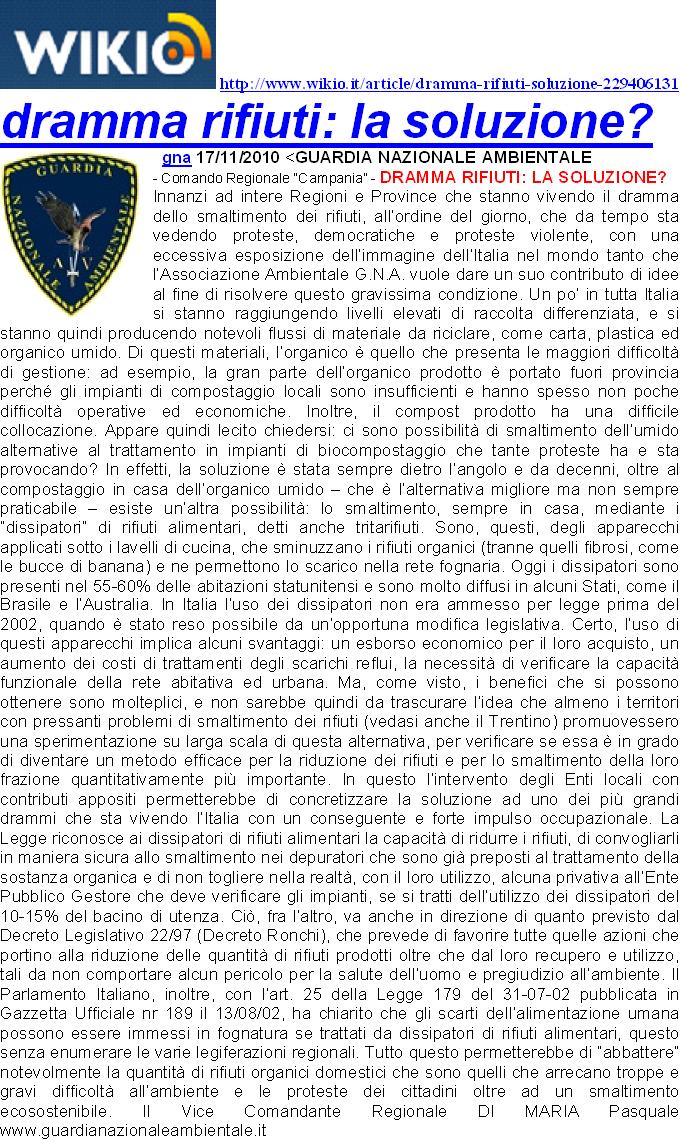 WIKIO http://www.wikio.it/article/dramma-rifiuti-soluzione-229406131
dramma rifiuti: la soluzione?
gna 17/11/2010 <GUARDIA NAZIONALE AMBIENTALE
- Comando Regionale “Campania” - DRAMMA RIFIUTI: LA SOLUZIONE?
GUARDIA
NAZIONALE
AMBIENTALE
Innanzi ad intere Regioni e Province che stanno vivendo il dramma
dello smaltimento dei rifiuti, all’ordine del giorno, che da tempo sta
vedendo proteste, democratiche e proteste violente, con una
eccessiva esposizione dell’immagine dell’Italia nel mondo tanto che
l’Associazione Ambientale G.N.A. vuole dare un suo contributo di idee
al fine di risolvere questo gravissima condizione. Un po’ in tutta Italia
si stanno raggiungendo livelli elevati di raccolta differenziata, e si
stanno quindi producendo notevoli flussi di materiale da riciclare, come carta, plastica ed
organico umido. Di questi materiali, l’organico è quello che presenta le maggiori difficoltà
di gestione: ad esempio, la gran parte dell’organico prodotto è portato fuori provincia
perché gli impianti di compostaggio locali sono insufficienti e hanno spesso non poche
difficoltà operative ed economiche. Inoltre, il compost prodotto ha una difficile
collocazione. Appare quindi lecito chiedersi: ci sono possibilità di smaltimento dell’umido
alternative al trattamento in impianti di biocompostaggio che tante proteste ha e sta
provocando? In effetti, la soluzione è stata sempre dietro l’angolo e da decenni, oltre al
compostaggio in casa dell’organico umido – che è l’alternativa migliore ma non sempre
praticabile – esiste un’altra possibilità: lo smaltimento, sempre in casa, mediante i
“dissipatori” di rifiuti alimentari, detti anche tritarifiuti. Sono, questi, degli apparecchi
applicati sotto i lavelli di cucina, che sminuzzano i rifiuti organici (tranne quelli fibrosi, come
le bucce di banana) e ne permettono lo scarico nella rete fognaria. Oggi i dissipatori sono
presenti nel 55-60% delle abitazioni statunitensi e sono molto diffusi in alcuni Stati, come il
Brasile e l’Australia. In Italia l’uso dei dissipatori non era ammesso per legge prima del
2002, quando è stato reso possibile da un’opportuna modifica legislativa. Certo, l’uso di
questi apparecchi implica alcuni svantaggi: un esborso economico per il loro acquisto, un
aumento dei costi di trattamenti degli scarichi reflui, la necessità di verificare la capacità
funzionale della rete abitativa ed urbana. Ma, come visto, i benefici che si possono
ottenere sono molteplici, e non sarebbe quindi da trascurare l’idea che almeno i territori
con pressanti problemi di smaltimento dei rifiuti (vedasi anche il Trentino) promuovessero
una sperimentazione su larga scala di questa alternativa, per verificare se essa è in grado
di diventare un metodo efficace per la riduzione dei rifiuti e per lo smaltimento della loro
frazione quantitativamente più importante. In questo l’intervento degli Enti locali con
contributi appositi permetterebbe di concretizzare la soluzione ad uno dei più grandi
drammi che sta vivendo l’Italia con un conseguente e forte impulso occupazionale. La
Legge riconosce ai dissipatori di rifiuti alimentari la capacità di ridurre i rifiuti, di convogliarli
in maniera sicura allo smaltimento nei depuratori che sono già preposti al trattamento della
sostanza organica e di non togliere nella realtà, con il loro utilizzo, alcuna privativa all’Ente
Pubblico Gestore che deve verificare gli impianti, se si tratti dell’utilizzo dei dissipatori del
10-15% del bacino di utenza. Ciò, fra l’altro, va anche in direzione di quanto previsto dal
Decreto Legislativo 22/97 (Decreto Ronchi), che prevede di favorire tutte quelle azioni che
portino alla riduzione delle quantità di rifiuti prodotti oltre che dal loro recupero e utilizzo,
tali da non comportare alcun pericolo per la salute dell’uomo e pregiudizio all’ambiente. Il
Parlamento Italiano, inoltre, con l’art. 25 della Legge 179 del 31-07-02 pubblicata in
Gazzetta Ufficiale nr 189 il 13/08/02, ha chiarito che gli scarti dell’alimentazione umana
possono essere immessi in fognatura se trattati da dissipatori di rifiuti alimentari, questo
senza enumerare le varie legiferazioni regionali. Tutto questo permetterebbe di “abbattere”
notevolmente la quantità di rifiuti organici domestici che sono quelli che arrecano troppe e
gravi difficoltà all’ambiente e le proteste dei cittadini oltre ad un smaltimento
ecosostenibile. Il Vice Comandante Regionale DI MARIA Pasquale
www.guardianazionaleambientale.it